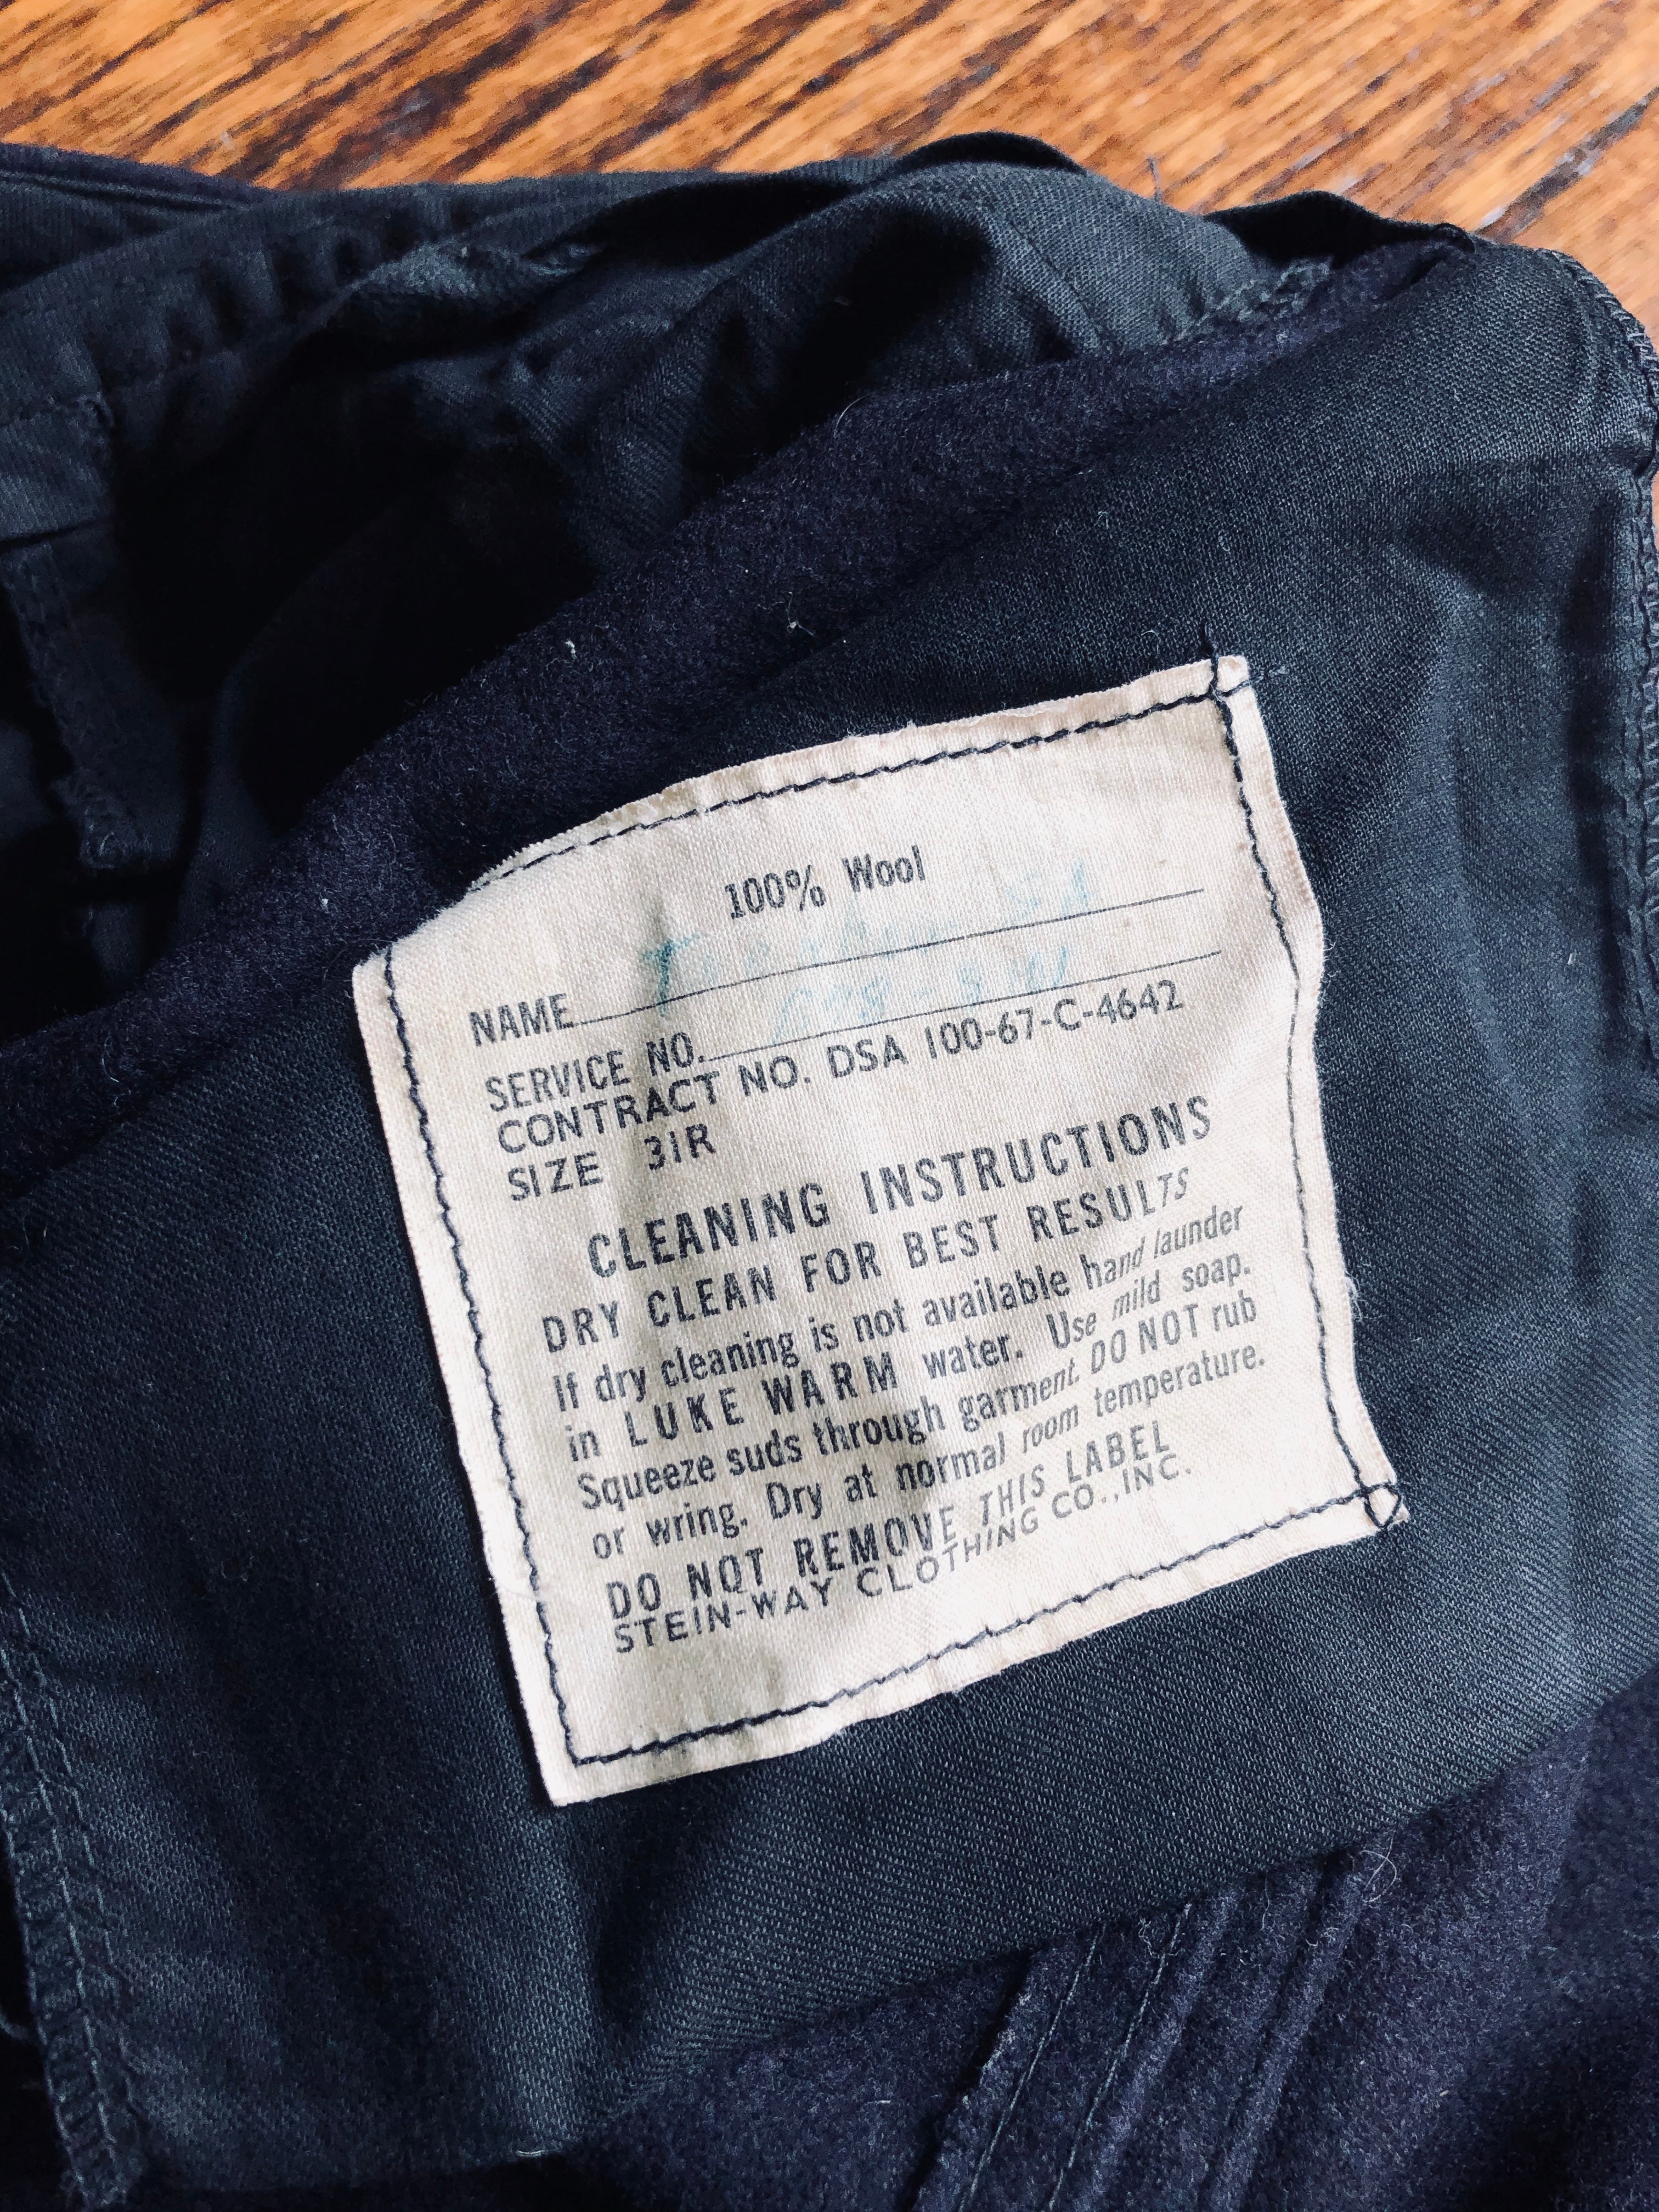 100% Wool
NAME
SERVICE NO.
CONTRACT NO. DSA 100-67-C-4642
SIZE 31R
CLEANING INSTRUCTIONS
DRY CLEAN FOR BEST RESULTS
If dry cleaning is not available hand launder
in LUKE WARM water. Use mild soap.
Squeeze suds through garment. DO NOT rub
or wring. Dry at normal room temperature.
DO NOT REMOVE THIS LABEL
STEIN-WAY CLOTHING CO., INC.